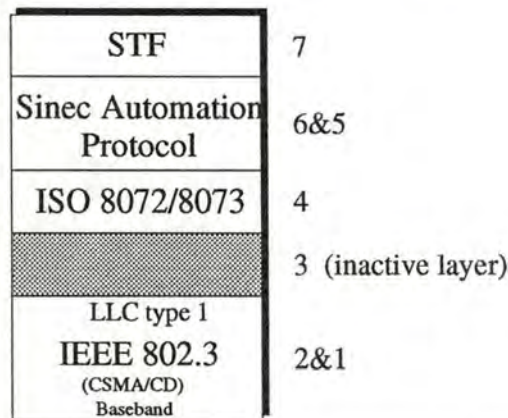 STF 7
Sinec Automation
Protocol 6&5
ISO 8072/8073 4
3 (inactive layer)
LLC type 1
IEEE 802.3 2&1
(CSMA/CD)
Baseband